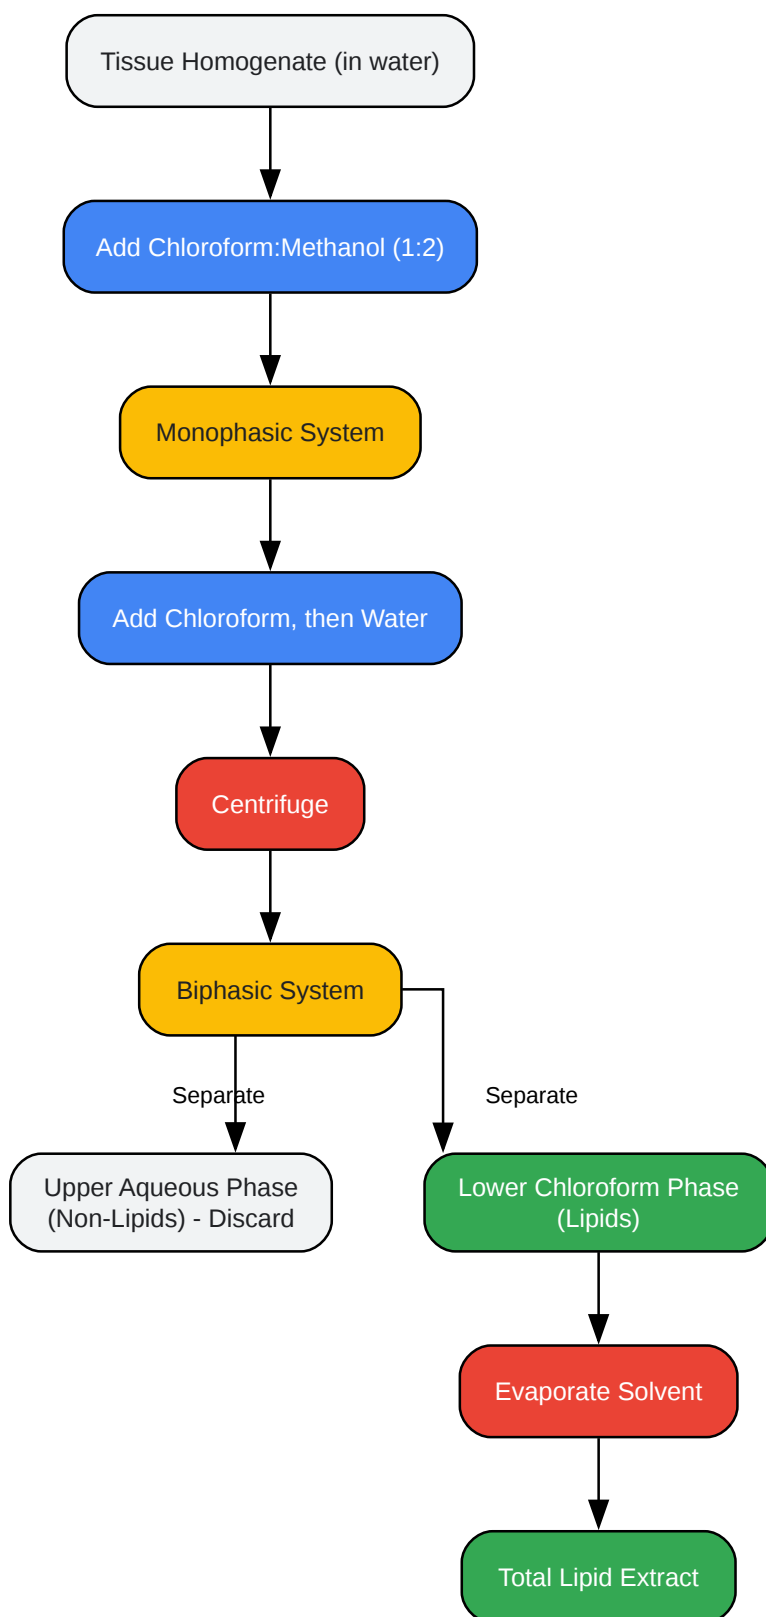 Tissue Homogenate (in water)
Add Chloroform:Methanol (1:2)
Monophasic System
Add Chloroform, then Water
Centrifuge
Biphasic System
Separate
Separate
Upper Aqueous Phase
(Non-Lipids) - Discard
Lower Chloroform Phase
(Lipids)
Evaporate Solvent
Total Lipid Extract